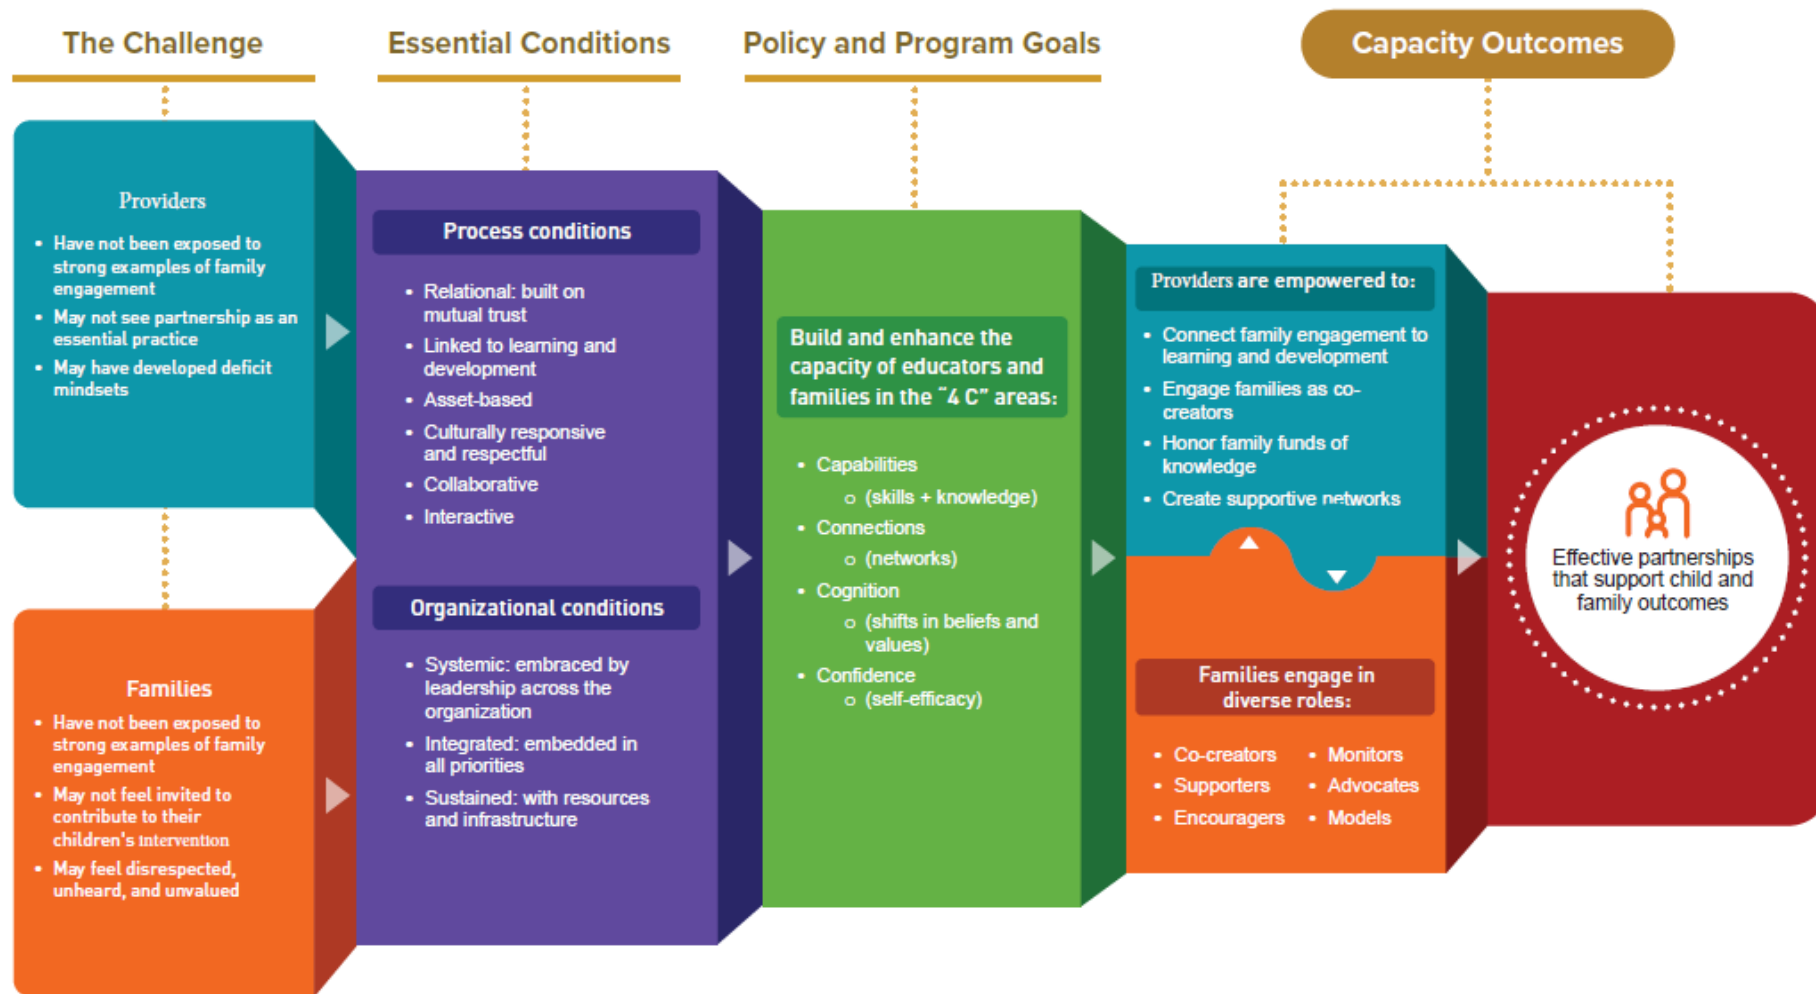 The Challenge
Providers
• Have not been exposed to
strong examples of family
engagement
• May not see partnership as an
essential practice
• May have developed deficit
mindsets
Families
• Have not been exposed to
strong examples of family
engagement
• May not feel invited to
contribute to their
children's intervention
• May feel disrespected,
unheard, and unvalued
Essential Conditions
Process conditions
• Relational: built on
mutual trust
• Linked to learning and
development
• Asset-based
• Culturally responsive
and respectful
• Collaborative
• Interactive
Organizational conditions
• Systemic: embraced by
leadership across the
organization
• Integrated: embedded in
all priorities
• Sustained: with resources
and infrastructure
Policy and Program Goals
Build and enhance the
capacity of educators and
families in the “4 C” areas:
• Capabilities
o (skills + knowledge)
• Connections
o (networks)
• Cognition
o (shifts in beliefs and
values)
• Confidence
o (self-efficacy)
Capacity Outcomes
Providers are empowered to:
• Connect family engagement to
learning and development
• Engage families as co-
creators
• Honor family funds of
knowledge
• Create supportive networks
Families engage in
diverse roles:
• Co-creators
• Supporters
• Encouragers
• Monitors
• Advocates
• Models
Effective partnerships
that support child and
family outcomes